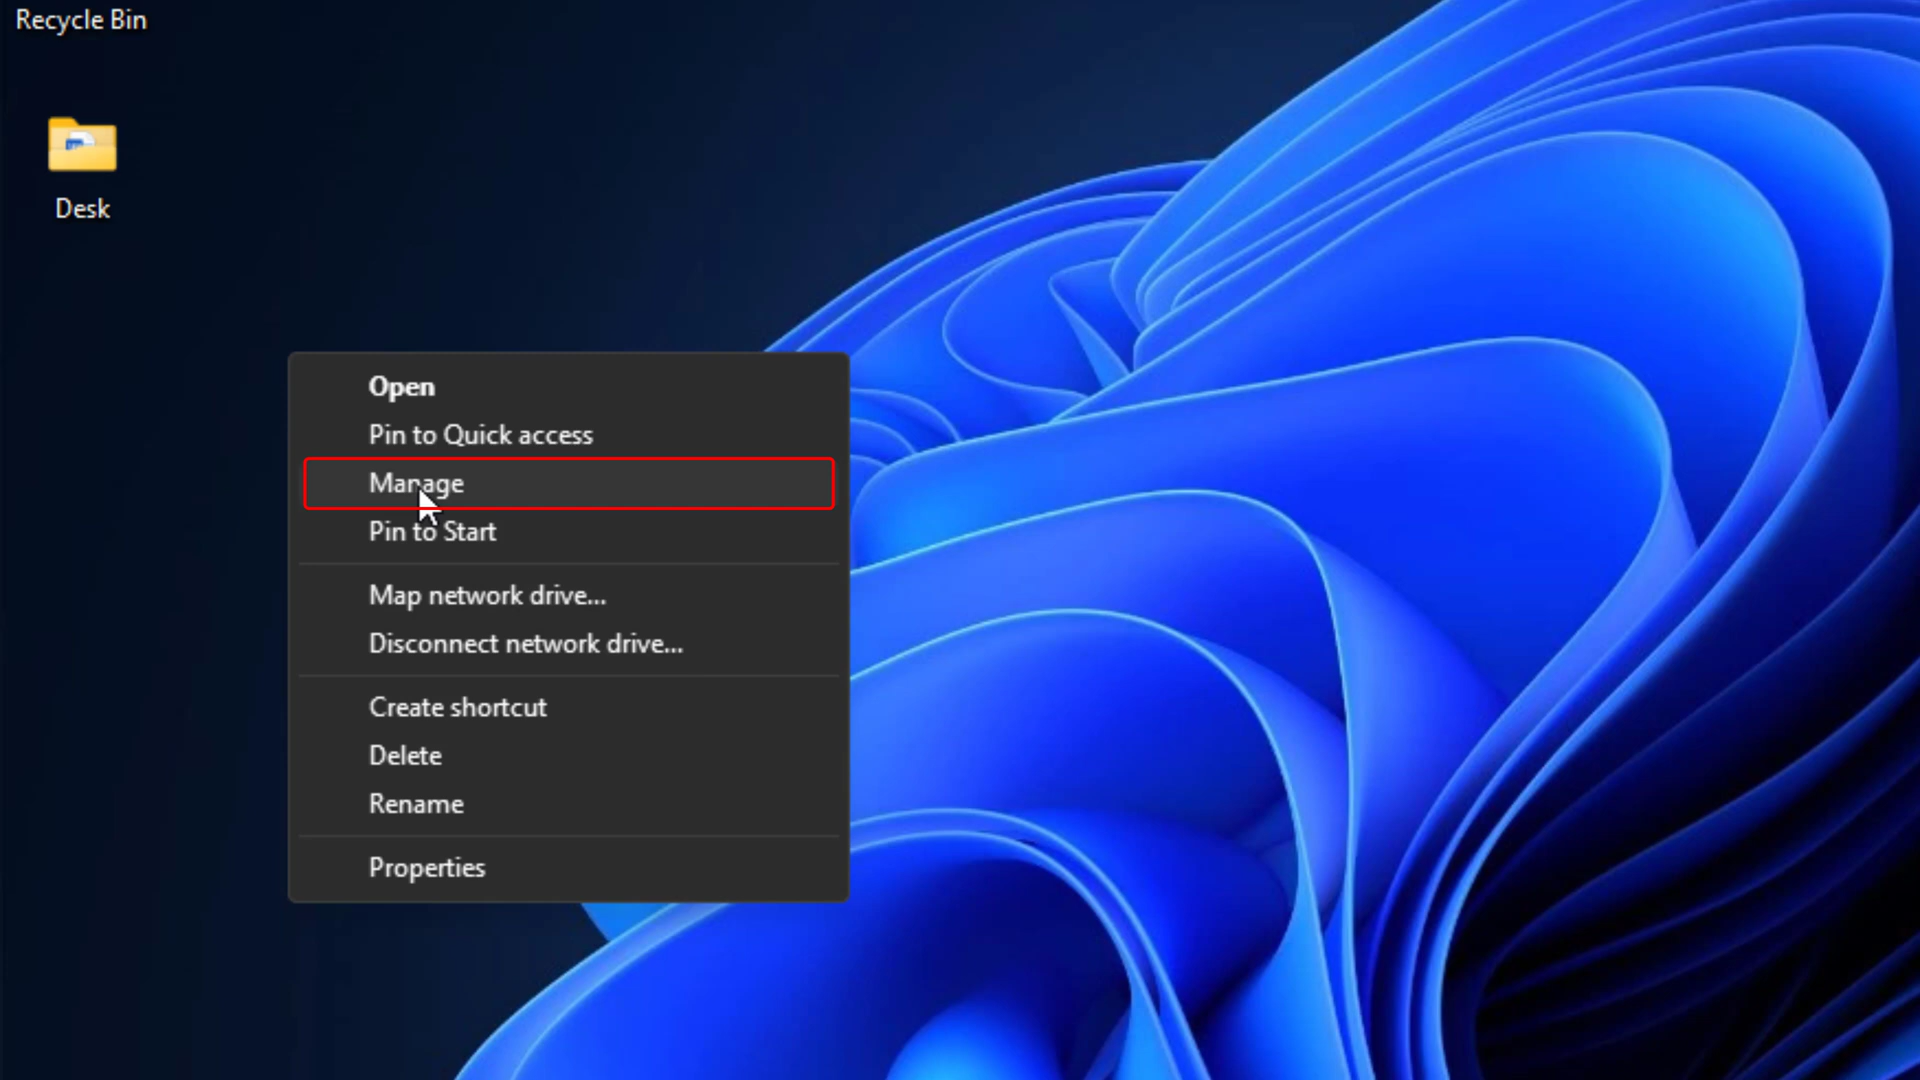 Recycle Bin
Desk
Open
Pin to Quick access
Manage
Pin to Start
Map network drive...
Disconnect network drive...
Create shortcut
Delete
Rename
Properties